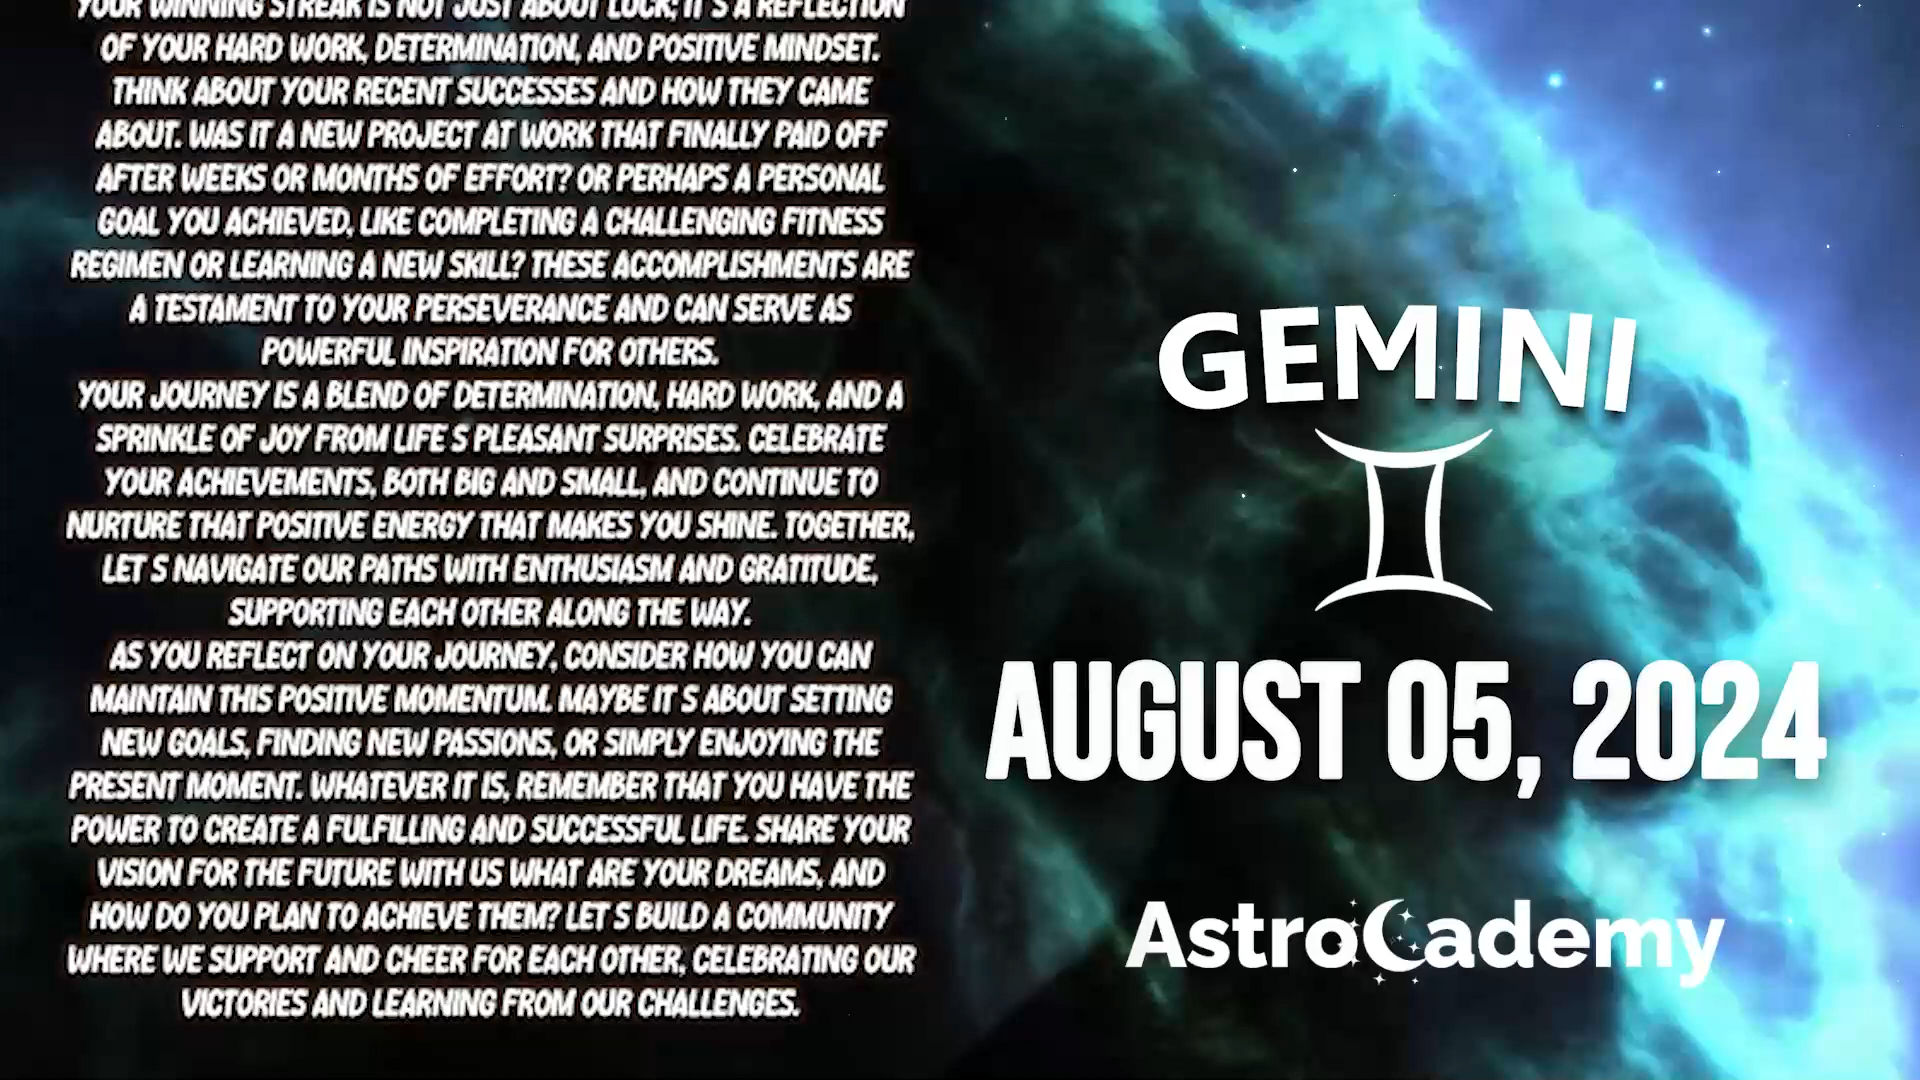 YOUR WINNING STREAK IS NOT JUST ABOUT LUCK; IT'S A REFLECTION
OF YOUR HARD WORK, DETERMINATION, AND POSITIVE MINDSET.
THINK ABOUT YOUR RECENT SUCCESSES AND HOW THEY CAME
ABOUT. WAS IT A NEW PROJECT AT WORK THAT FINALLY PAID OFF
AFTER WEEKS OR MONTHS OF EFFORT? OR PERHAPS A PERSONAL
GOAL YOU ACHIEVED, LIKE COMPLETING A CHALLENGING FITNESS
REGIMEN OR LEARNING A NEW SKILL? THESE ACCOMPLISHMENTS ARE
A TESTAMENT TO YOUR PERSEVERANCE AND CAN SERVE AS
POWERFUL INSPIRATION FOR OTHERS.
YOUR JOURNEY IS A BLEND OF DETERMINATION, HARD WORK, AND A
SPRINKLE OF JOY FROM LIFE S PLEASANT SURPRISES. CELEBRATE
YOUR ACHIEVEMENTS, BOTH BIG AND SMALL, AND CONTINUE TO
NURTURE THAT POSITIVE ENERGY THAT MAKES YOU SHINE. TOGETHER,
LET S NAVIGATE OUR PATHS WITH ENTHUSIASM AND GRATITUDE,
SUPPORTING EACH OTHER ALONG THE WAY.
AS YOU REFLECT ON YOUR JOURNEY, CONSIDER HOW YOU CAN
MAINTAIN THIS POSITIVE MOMENTUM. MAYBE IT S ABOUT SETTING
NEW GOALS, FINDING NEW PASSIONS, OR SIMPLY ENJOYING THE
PRESENT MOMENT. WHATEVER IT IS, REMEMBER THAT YOU HAVE THE
POWER TO CREATE A FULFILLING AND SUCCESSFUL LIFE. SHARE YOUR
VISION FOR THE FUTURE WITH US WHAT ARE YOUR DREAMS, AND
HOW DO YOU PLAN TO ACHIEVE THEM? LET S BUILD A COMMUNITY
WHERE WE SUPPORT AND CHEER FOR EACH OTHER, CELEBRATING OUR
VICTORIES AND LEARNING FROM OUR CHALLENGES.
GEMINI
AUGUST 05, 2024
AstroCademy